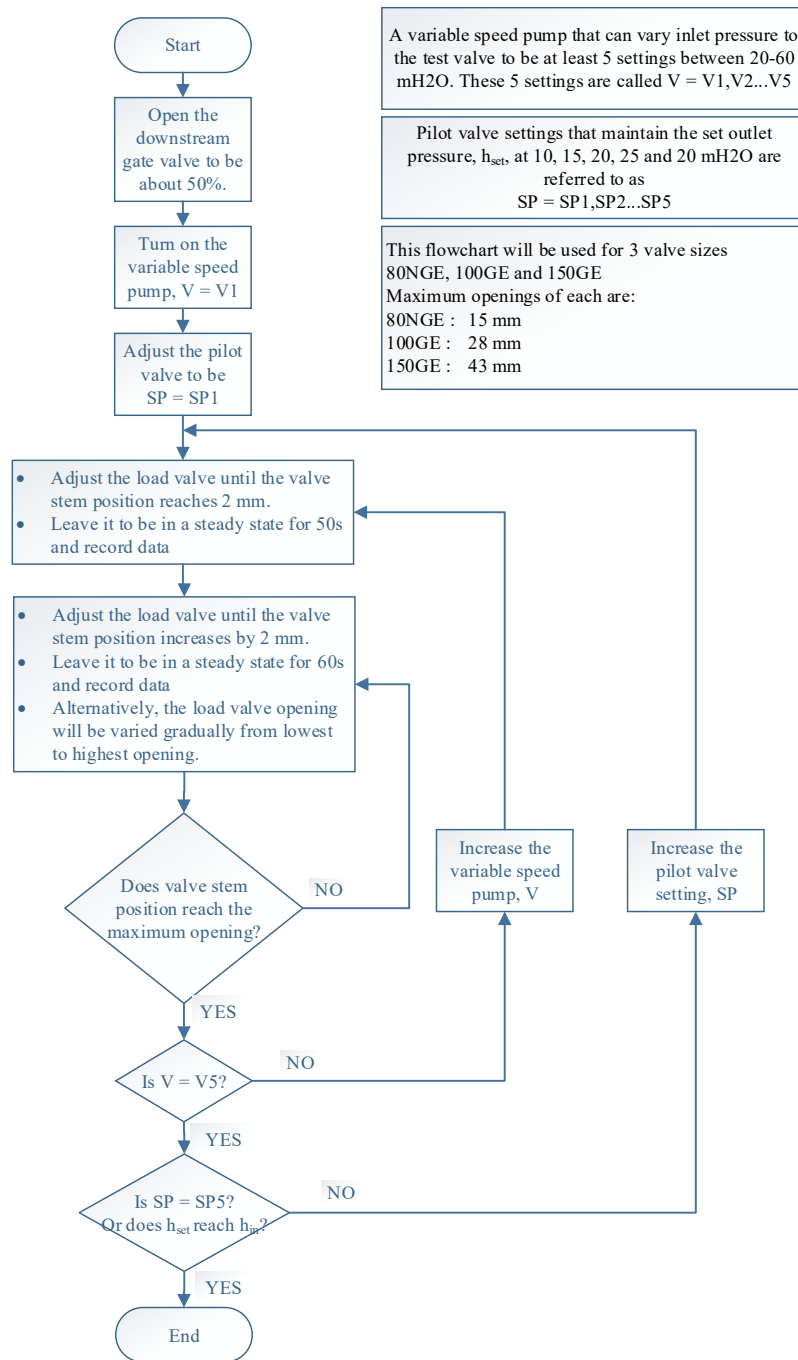 Start
Open the
downstream
gate valve to be
about 50%.
Turn on the
variable speed
pump, V = V1
Adjust the pilot
valve to be
SP = SP1
A variable speed pump that can vary inlet pressure to
the test valve to be at least 5 settings between 20-60
mH2O. These 5 settings are called V = V1,V2...V5
Pilot valve settings that maintain the set outlet
pressure, hset, at 10, 15, 20, 25 and 20 mH2O are
referred to as
SP = SP1,SP2...SP5
This flowchart will be used for 3 valve sizes
80NGE, 100GE and 150GE
Maximum openings of each are:
80NGE : 15 mm
100GE : 28 mm
150GE : 43 mm
• Adjust the load valve until the valve
stem position reaches 2 mm.
• Leave it to be in a steady state for 50s
and record data
• Adjust the load valve until the valve
stem position increases by 2 mm.
• Leave it to be in a steady state for 60s
and record data
• Alternatively, the load valve opening
will be varied gradually from lowest
to highest opening.
Does valve stem
position reach the
maximum opening?
NO
YES
Increase the
variable speed
pump, V
Increase the
pilot valve
setting, SP
Is V = V5?
NO
YES
Is SP = SP5?
Or does hset reach hin?
NO
YES
End